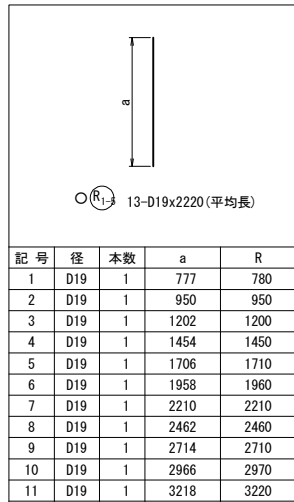 a
R1-5 13-D19x2220(平均長)
記 号 径 本数 a R
1 D19 1 777 780
2 D19 1 950 950
3 D19 1 1202 1200
4 D19 1 1454 1450
5 D19 1 1706 1710
6 D19 1 1958 1960
7 D19 1 2210 2210
8 D19 1 2462 2460
9 D19 1 2714 2710
10 D19 1 2966 2970
11 D19 1 3218 3220